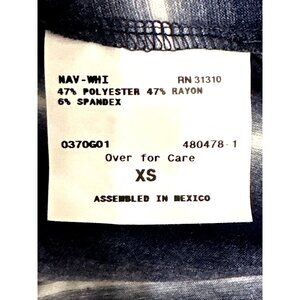 NAV-WHI RN 31310
47% POLYESTER 47% RAYON
6% SPANDEX
0370G01 480478-1
Over for Care
XS
ASSEMBLED IN MEXICO